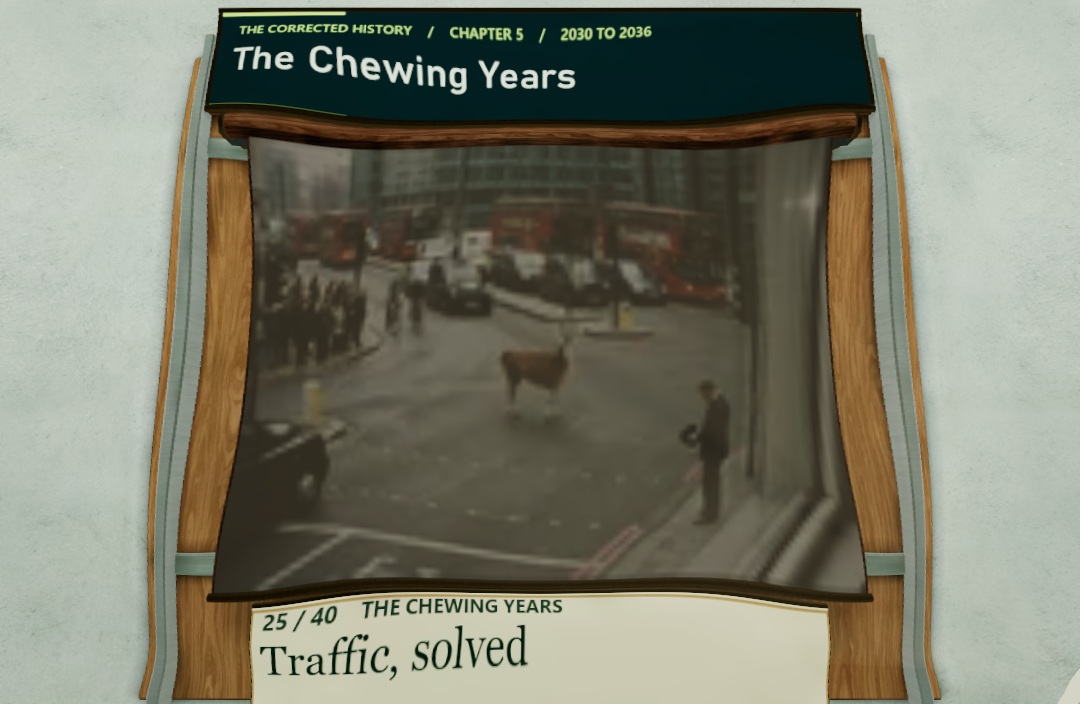 THE CORRECTED HISTORY / CHAPTER 5 / 2030 TO 2036
The Chewing Years
25 / 40 THE CHEWING YEARS
Traffic, solved